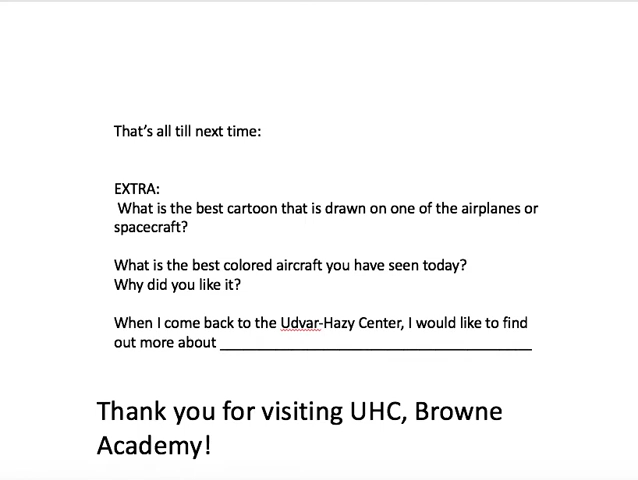 That’s all till next time:
EXTRA:
What is the best cartoon that is drawn on one of the airplanes or
spacecraft?
What is the best colored aircraft you have seen today?
Why did you like it?
When I come back to the Udvar-Hazy Center, I would like to find
out more about ______________________________________
Thank you for visiting UHC, Browne
Academy!